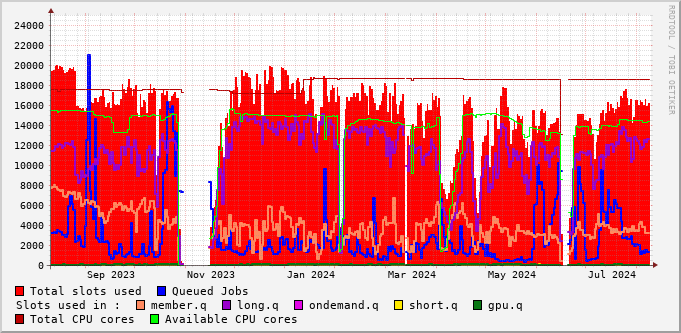 24000
22000
20000
18000
16000
14000
12000
10000
8000
6000
4000
2000
0
Sep 2023 Nov 2023 Jan 2024 Mar 2024 May 2024 Jul 2024
Total slots used Queued Jobs
Slots used in : member.q long.q ondemand.q short.q gpu.q
Total CPU cores Available CPU cores
RRDTOOL / TOBI OETIKER